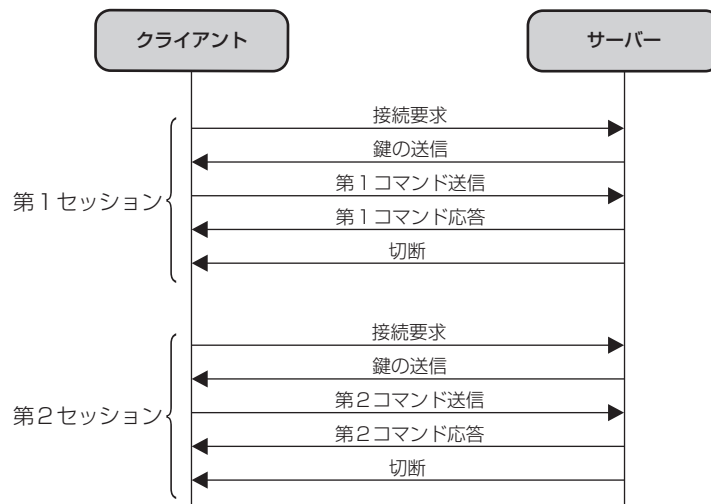 クライアント
サーバー
第1セッション
接続要求
鍵の送信
第1コマンド送信
第1コマンド応答
切断
第2セッション
接続要求
鍵の送信
第2コマンド送信
第2コマンド応答
切断